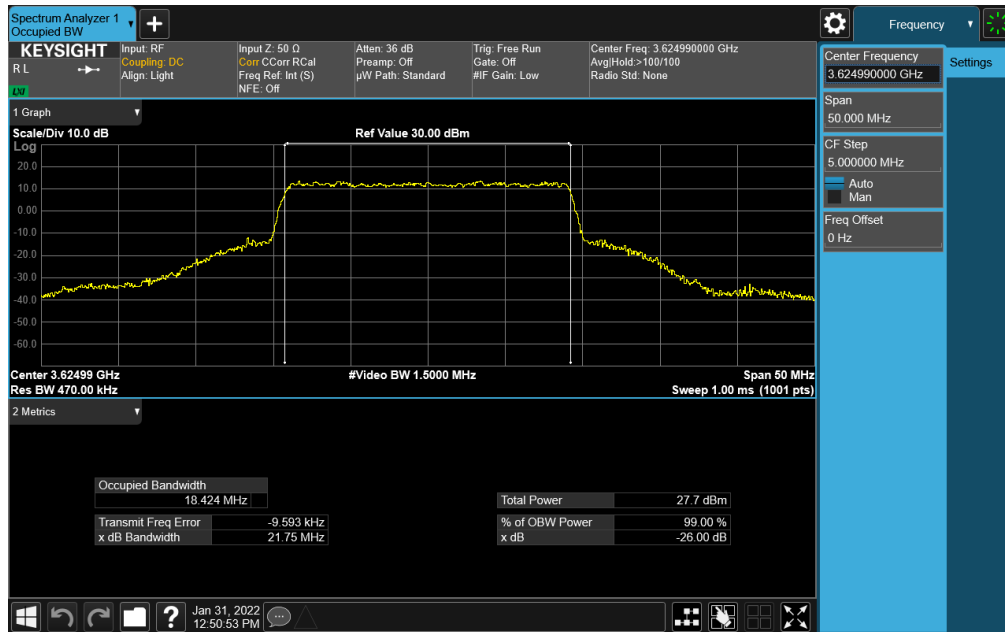 Spectrum Analyzer 1
Occupied BW
Frequency
KEYSIGHT
R L
LXI
Input: RF
Coupling: DC
Align: Light
Input Z: 50 Ω
Corr CCorr RCal
Freq Ref: Int (S)
NFE: Off
Atten: 36 dB
Preamp: Off
µW Path: Standard
Trig: Free Run
Gate: Off
#IF Gain: Low
Center Freq: 3.624990000 GHz
Avg|Hold:>100/100
Radio Std: None
Center Frequency
3.624990000 GHz
Settings
Span
50.000 MHz
CF Step
5.000000 MHz
Auto
Man
Freq Offset
0 Hz
1 Graph
Scale/Div 10.0 dB
Ref Value 30.00 dBm
Log
20.0
10.0
0.00
-10.0
-20.0
-30.0
-40.0
-50.0
-60.0
Center 3.62499 GHz
#Video BW 1.5000 MHz
Span 50 MHz
Res BW 470.00 kHz
Sweep 1.00 ms (1001 pts)
2 Metrics
Occupied Bandwidth
18.424 MHz
Total Power 27.7 dBm
Transmit Freq Error -9.593 kHz
% of OBW Power 99.00 %
x dB Bandwidth 21.75 MHz
x dB -26.00 dB
Jan 31, 2022
12:50:53 PM